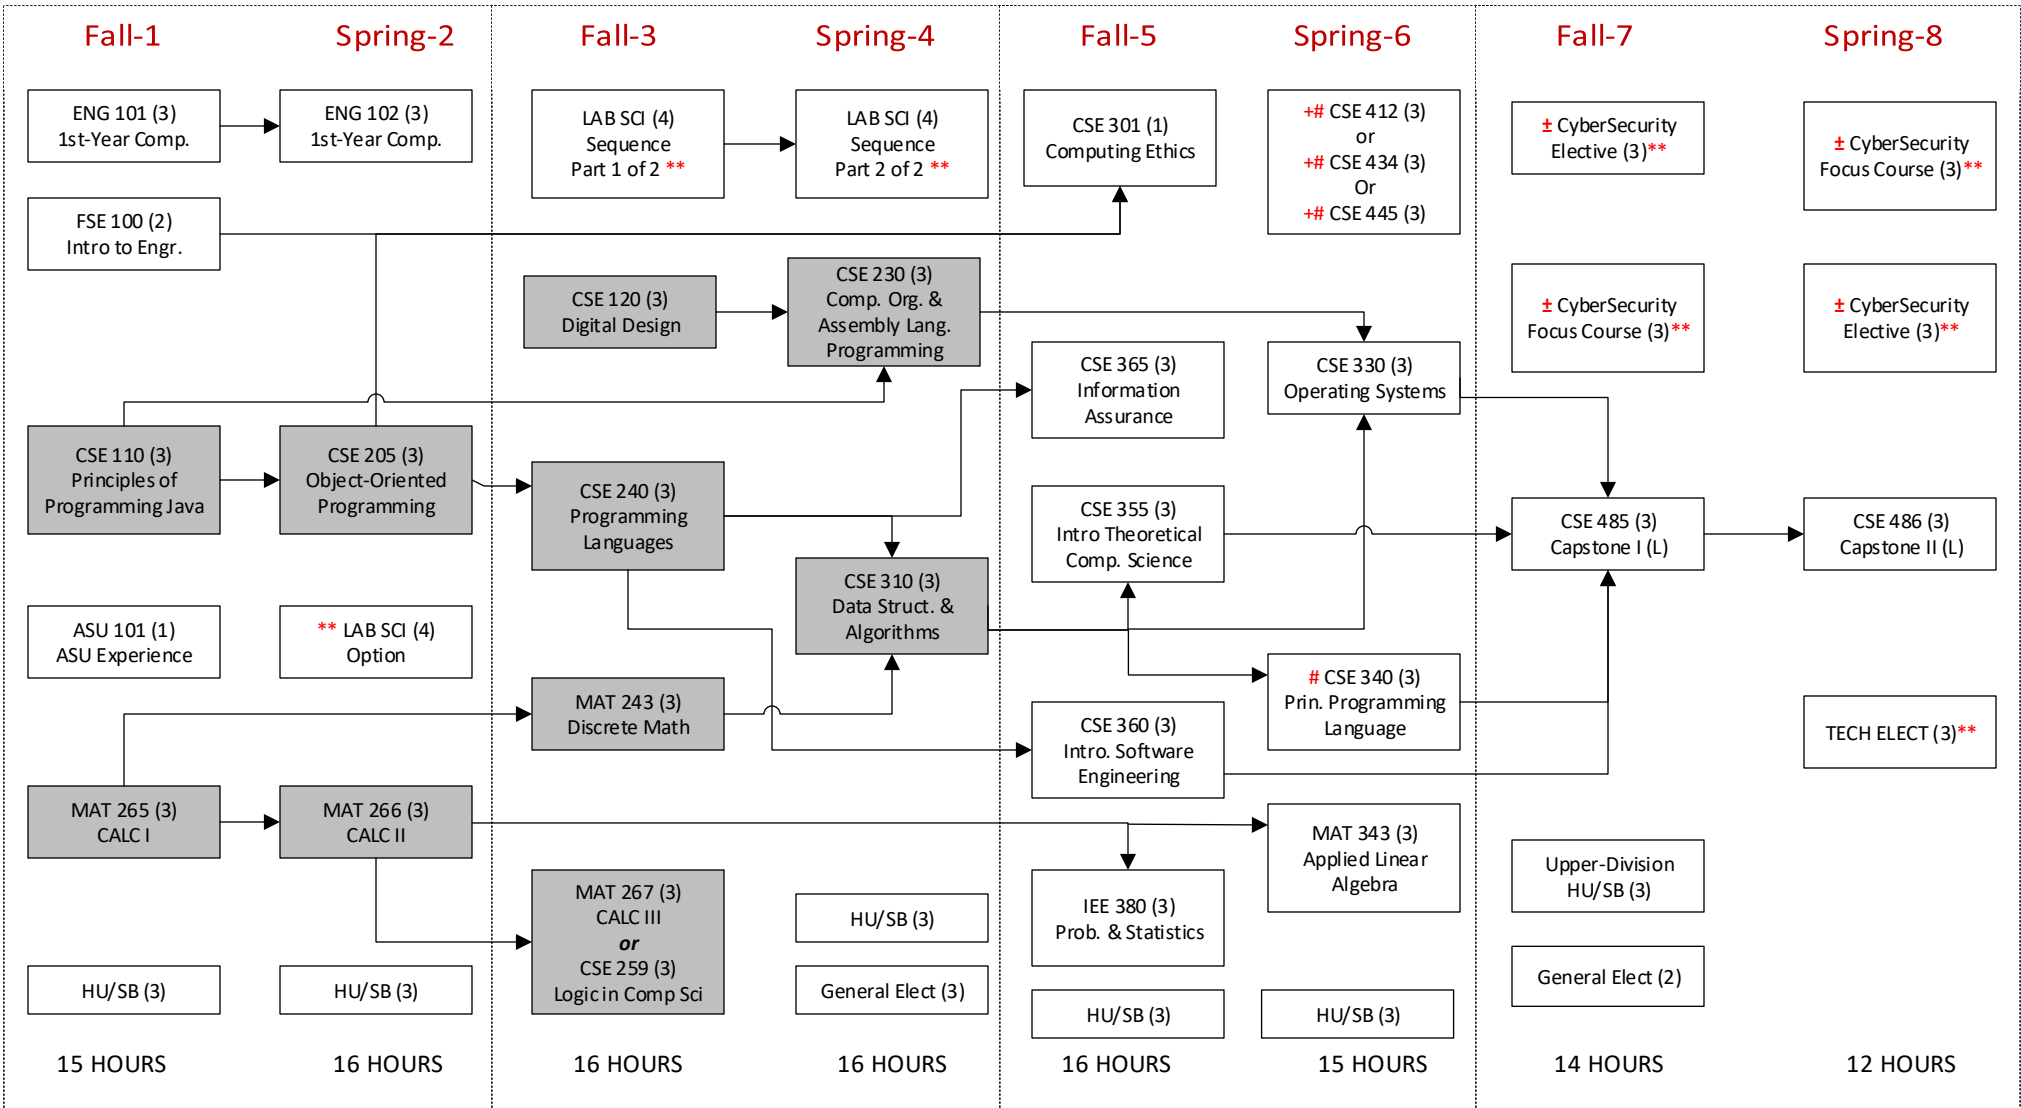 Fall-1
Spring-2
Fall-3
Spring-4
Fall-5
Spring-6
Fall-7
Spring-8
ENG 101 (3)
1st-Year Comp.
FSE 100 (2)
Intro to Engr.
CSE 110 (3)
Principles of
Programming Java
ASU 101 (1)
ASU Experience
MAT 265 (3)
CALC I
HU/SB (3)
15 HOURS
ENG 102 (3)
1st-Year Comp.
CSE 205 (3)
Object-Oriented
Programming
** LAB SCI (4)
Option
MAT 266 (3)
CALC II
HU/SB (3)
16 HOURS
LAB SCI (4)
Sequence
Part 1 of 2 **
CSE 120 (3)
Digital Design
CSE 240 (3)
Programming
Languages
MAT 243 (3)
Discrete Math
MAT 267 (3)
CALC III
or
CSE 259 (3)
Logic in Comp Sci
16 HOURS
LAB SCI (4)
Sequence
Part 2 of 2 **
CSE 230 (3)
Comp. Org. &
Assembly Lang.
Programming
CSE 310 (3)
Data Struct. &
Algorithms
HU/SB (3)
General Elect (3)
16 HOURS
CSE 301 (1)
Computing Ethics
CSE 365 (3)
Information
Assurance
CSE 355 (3)
Intro Theoretical
Comp. Science
CSE 360 (3)
Intro. Software
Engineering
IEE 380 (3)
Prob. & Statistics
HU/SB (3)
16 HOURS
+# CSE 412 (3)
or
+# CSE 434 (3)
Or
+# CSE 445 (3)
CSE 330 (3)
Operating Systems
# CSE 340 (3)
Prin. Programming
Language
MAT 343 (3)
Applied Linear
Algebra
HU/SB (3)
15 HOURS
± CyberSecurity
Elective (3)**
± CyberSecurity
Focus Course (3)**
CSE 485 (3)
Capstone I (L)
Upper-Division
HU/SB (3)
General Elect (2)
14 HOURS
± CyberSecurity
Focus Course (3)**
± CyberSecurity
Elective (3)**
CSE 486 (3)
Capstone II (L)
TECH ELECT (3)**
12 HOURS